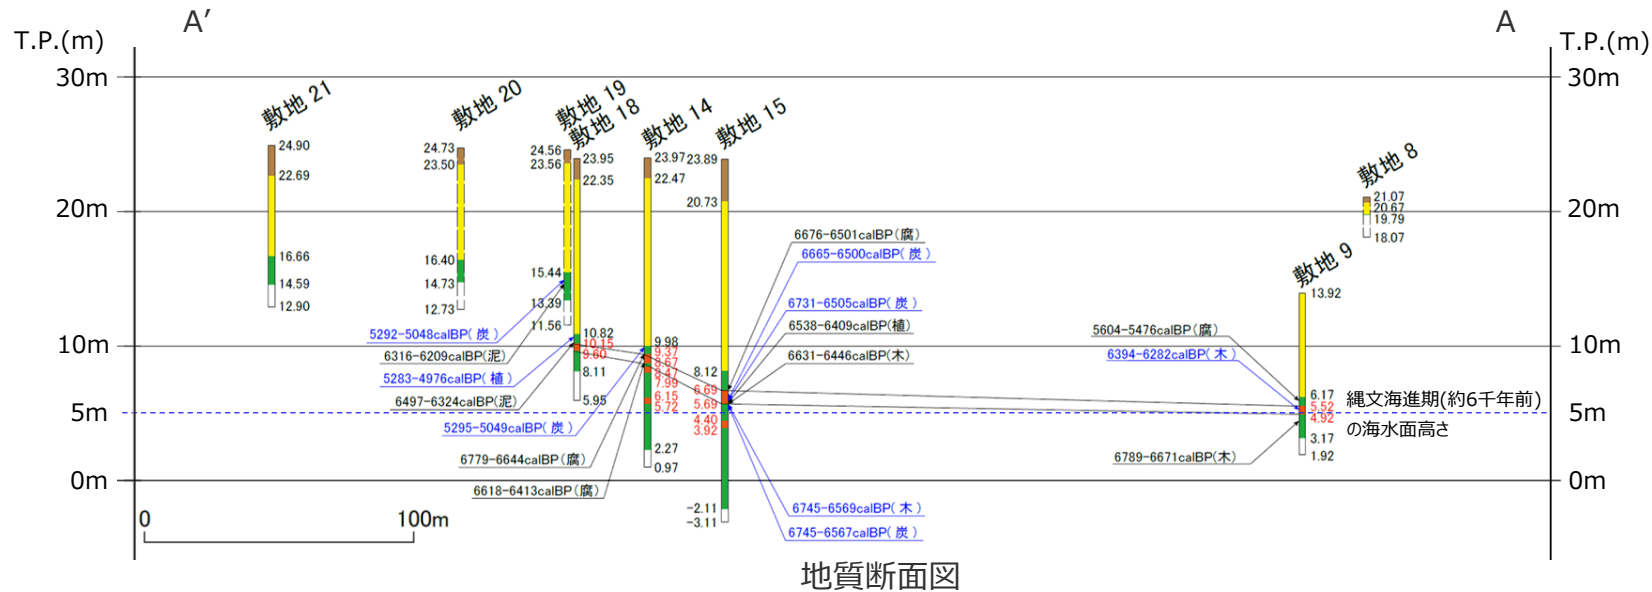 A′
A
T.P.(m)
T.P.(m)
30m
30m
20m
20m
10m
10m
5m
5m
0m
0m
敷地 21
24.90
22.69
16.66
14.59
12.90
敷地 20
24.73
23.50
16.40
14.73
12.73
敷地 19
24.56
23.56
15.44
13.39
11.56
敷地 18
23.95
22.35
10.82
10.15
9.60
8.11
5.95
敷地 14
23.97
22.47
9.98
9.37
8.67
8.47
7.99
6.15
5.72
2.27
0.97
敷地 15
23.89
20.73
8.12
6.69
5.69
4.40
3.92
-2.11
-3.11
敷地 8
21.07
20.67
19.79
18.07
敷地 9
13.92
6.17
5.52
4.92
3.17
1.92
5292-5048calBP( 炭 )
6316-6209calBP(泥)
5283-4976calBP( 植 )
6497-6324calBP(泥)
5295-5049calBP( 炭 )
6779-6644calBP(腐)
6618-6413calBP(腐)
6676-6501calBP(腐)
6665-6500calBP( 炭 )
6731-6505calBP( 炭 )
6538-6409calBP(植)
6631-6446calBP(木)
6745-6569calBP( 木 )
6745-6567calBP( 炭 )
5604-5476calBP(腐)
6394-6282calBP( 木 )
6789-6671calBP(木)
縄文海進期(約6千年前)
の海水面高さ
0
100m
地質断面図